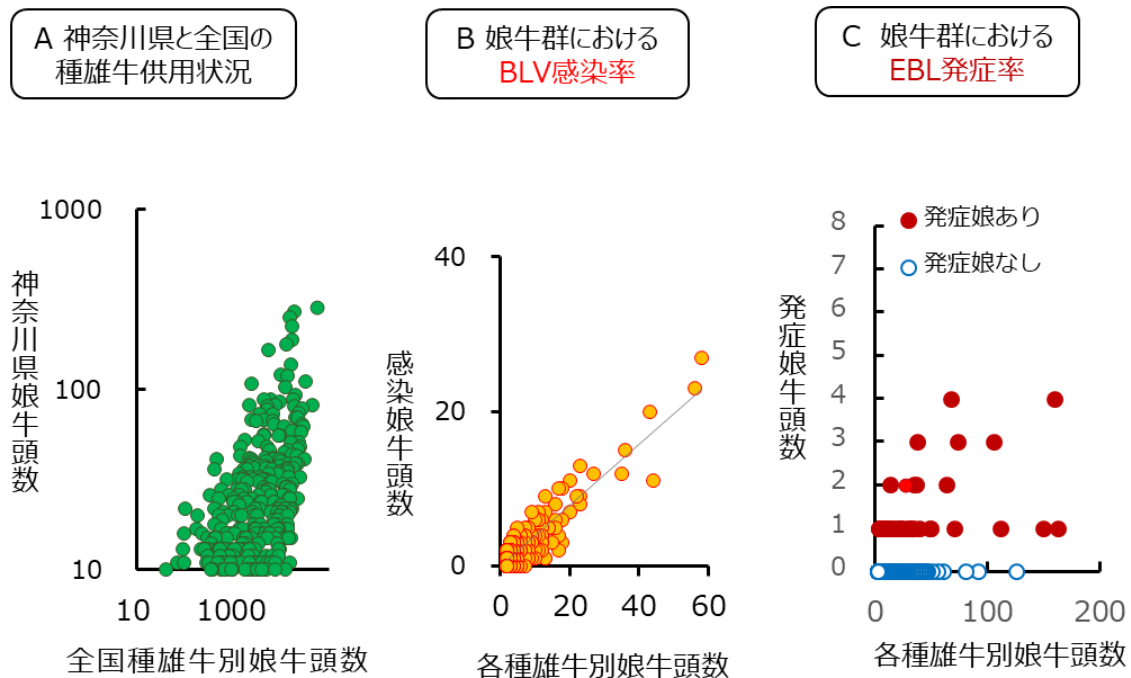 A 神奈川県と全国の
種雄牛供用状況
B 娘牛群における
BLV感染率
C 娘牛群における
EBL発症率
神奈川県娘牛頭数
1000
100
10
10 1000
全国種雄牛別娘牛頭数
感染娘牛頭数
40
20
0
0 20 40 60
各種雄牛別娘牛頭数
発症娘牛頭数
8
7
6
5
4
3
2
1
0
発症娘あり
発症娘なし
0 100 200
各種雄牛別娘牛頭数